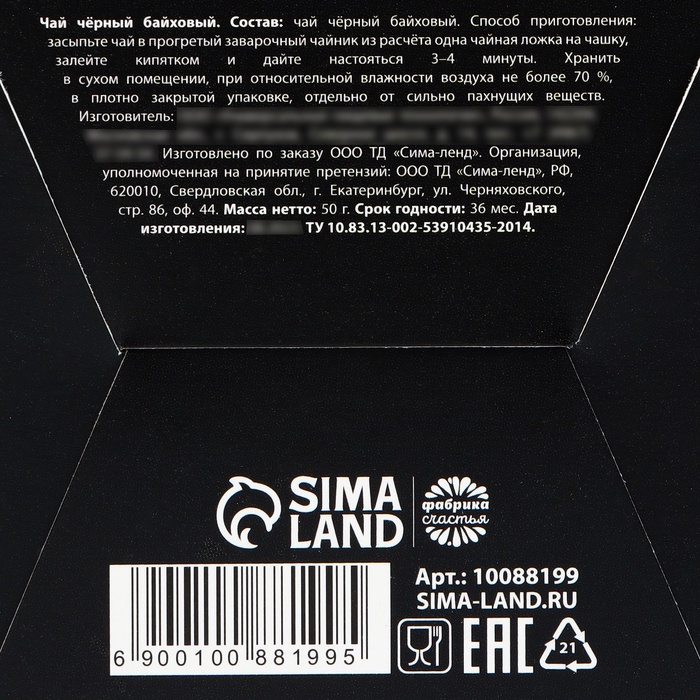 Чай чёрный байховый. Состав: чай чёрный байховый. Способ приготовления:
засыпьте чай в прогретый заварочный чайник из расчёта одна чайная ложка на чашку,
залейте кипятком и дайте настояться 3–4 минуты. Хранить
в сухом помещении, при относительной влажности воздуха не более 70 %,
в плотно закрытой упаковке, отдельно от сильно пахнущих веществ.
Изготовитель:
Изготовлено по заказу ООО ТД «Сима-ленд». Организация,
уполномоченная на принятие претензий: ООО ТД «Сима-ленд», РФ,
620010, Свердловская обл., г. Екатеринбург, ул. Черняховского,
стр. 86, оф. 44. Масса нетто: 50 г. Срок годности: 36 мес. Дата
изготовления: ТУ 10.83.13-002-53910435-2014.
SIMA
LAND
фабрика
счастья
Арт.: 10088199
SIMA-LAND.RU
6 900100 881995
EAC
21